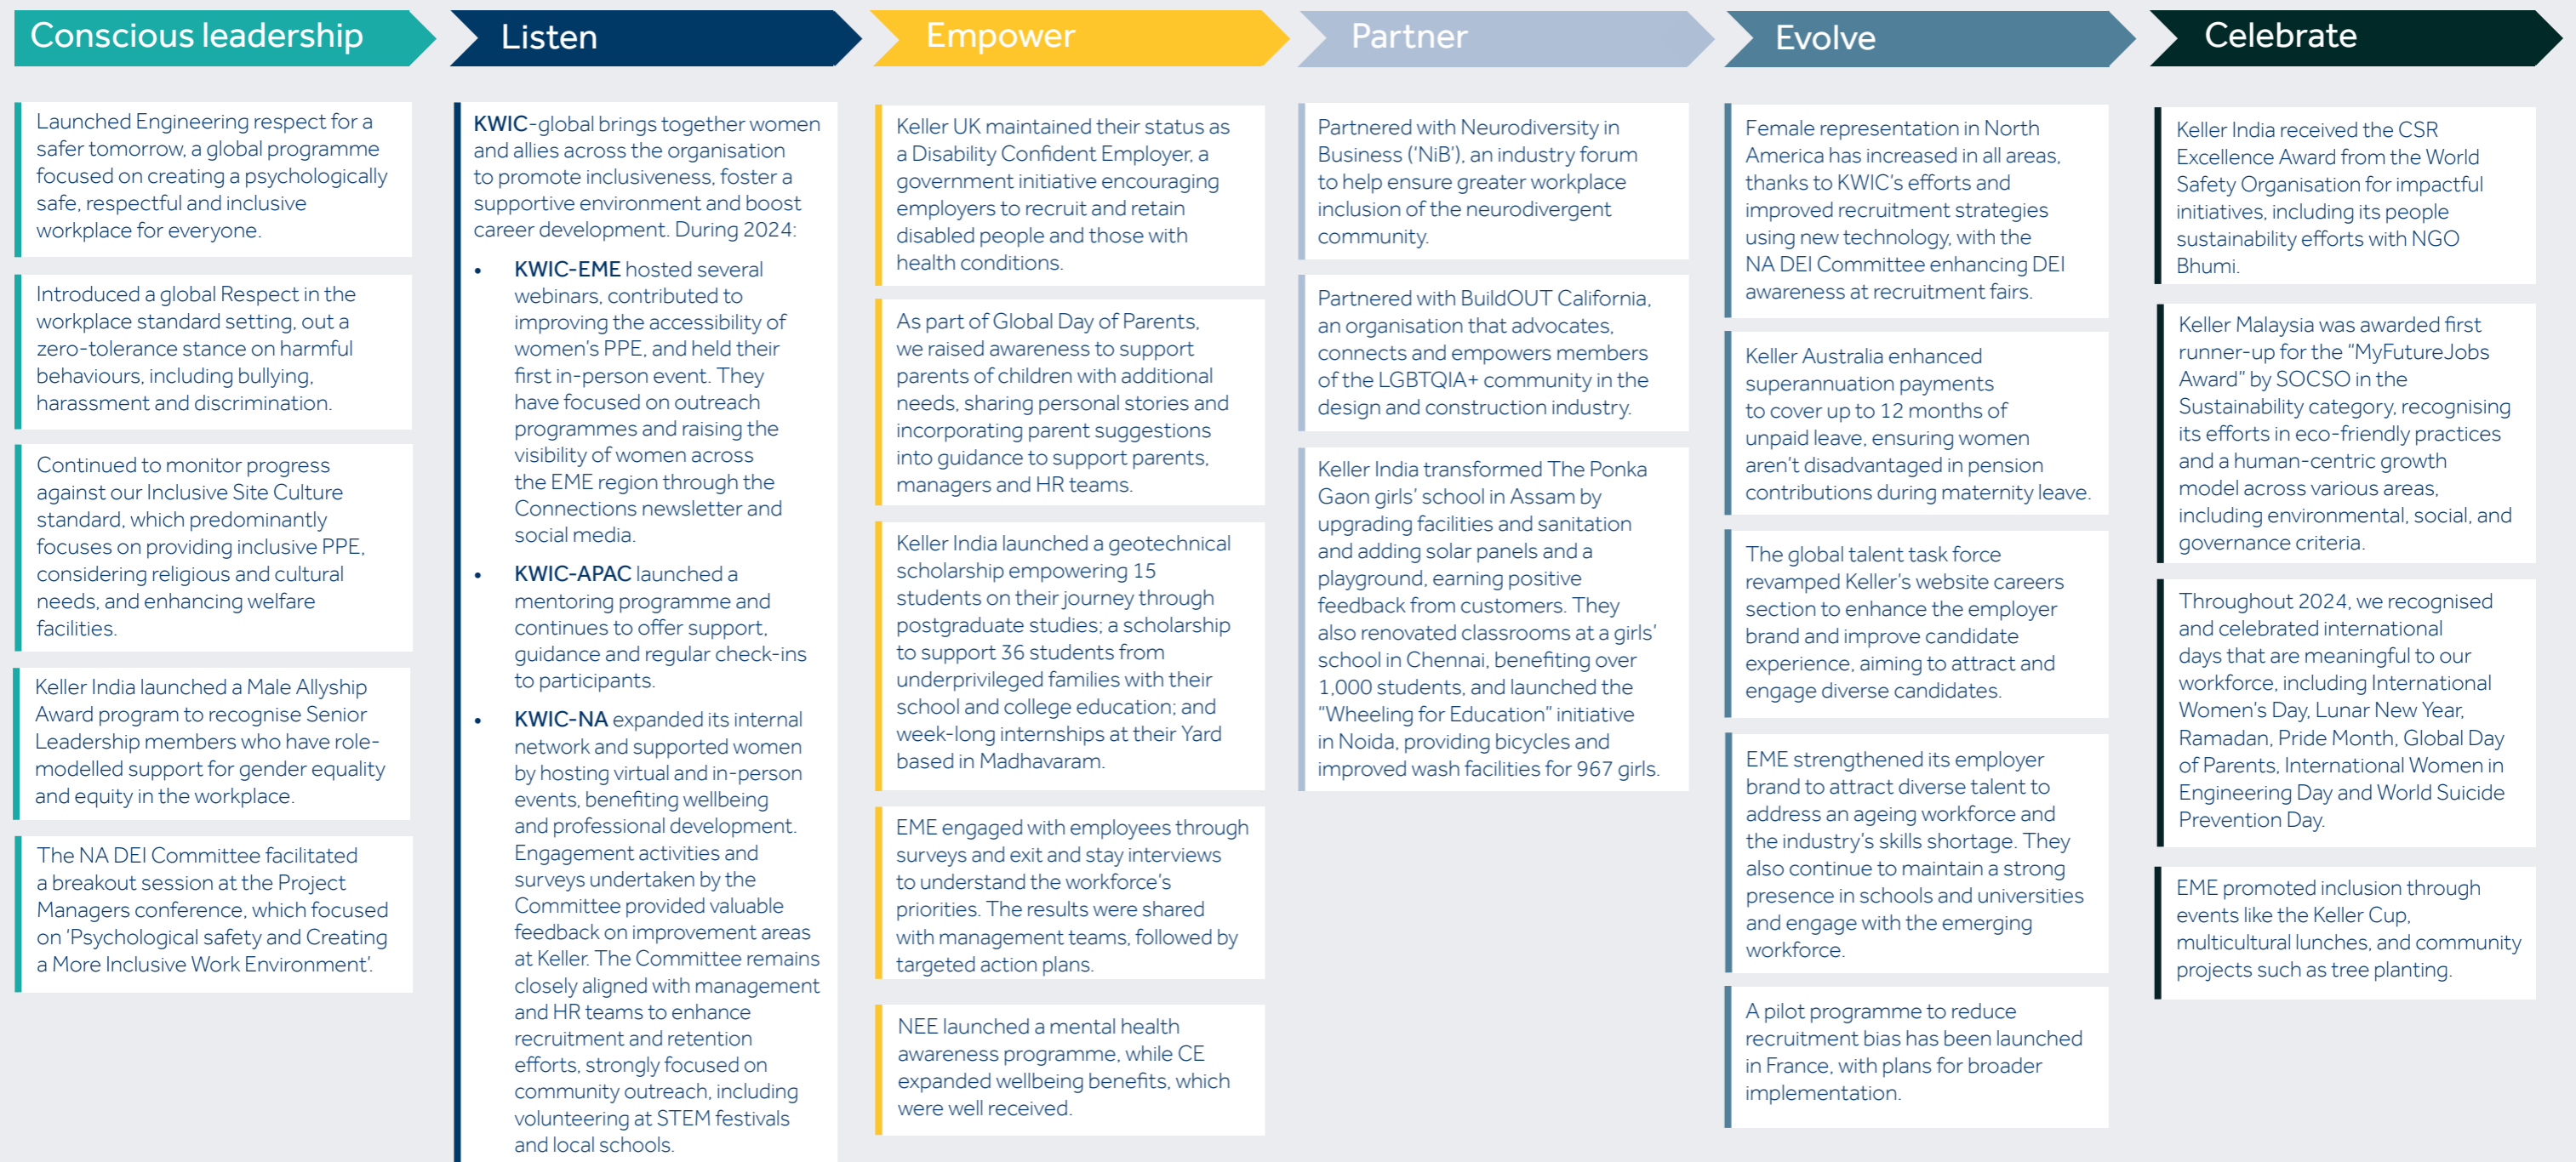 Conscious leadership
Launched Engineering respect for a
safer tomorrow, a global programme
focused on creating a psychologically
safe, respectful and inclusive
workplace for everyone.
Introduced a global Respect in the
workplace standard setting, out a
zero-tolerance stance on harmful
behaviours, including bullying,
harassment and discrimination.
Continued to monitor progress
against our Inclusive Site Culture
standard, which predominantly
focuses on providing inclusive PPE,
considering religious and cultural
needs, and enhancing welfare
facilities.
Keller India launched a Male Allyship
Award program to recognise Senior
Leadership members who have role-
modelled support for gender equality
and equity in the workplace.
The NA DEI Committee facilitated
a breakout session at the Project
Managers conference, which focused
on ‘Psychological safety and Creating
a More Inclusive Work Environment’.
Listen
KWIC-global brings together women
and allies across the organisation
to promote inclusiveness, foster a
supportive environment and boost
career development. During 2024:
• KWIC-EME hosted several
webinars, contributed to
improving the accessibility of
women’s PPE, and held their
first in-person event. They
have focused on outreach
programmes and raising the
visibility of women across
the EME region through the
Connections newsletter and
social media.
• KWIC-APAC launched a
mentoring programme and
continues to offer support,
guidance and regular check-ins
to participants.
• KWIC-NA expanded its internal
network and supported women
by hosting virtual and in-person
events, benefiting wellbeing
and professional development.
Engagement activities and
surveys undertaken by the
Committee provided valuable
feedback on improvement areas
at Keller. The Committee remains
closely aligned with management
and HR teams to enhance
recruitment and retention
efforts, strongly focused on
community outreach, including
volunteering at STEM festivals
and local schools.
Empower
Keller UK maintained their status as
a Disability Confident Employer, a
government initiative encouraging
employers to recruit and retain
disabled people and those with
health conditions.
As part of Global Day of Parents,
we raised awareness to support
parents of children with additional
needs, sharing personal stories and
incorporating parent suggestions
into guidance to support parents,
managers and HR teams.
Keller India launched a geotechnical
scholarship empowering 15
students on their journey through
postgraduate studies; a scholarship
to support 36 students from
underprivileged families with their
school and college education; and
week-long internships at their Yard
based in Madhavaram.
EME engaged with employees through
surveys and exit and stay interviews
to understand the workforce’s
priorities. The results were shared
with management teams, followed by
targeted action plans.
NEE launched a mental health
awareness programme, while CE
expanded wellbeing benefits, which
were well received.
Partner
Partnered with Neurodiversity in
Business (‘NiB’), an industry forum
to help ensure greater workplace
inclusion of the neurodivergent
community.
Partnered with BuildOUT California,
an organisation that advocates,
connects and empowers members
of the LGBTQIA+ community in the
design and construction industry.
Keller India transformed The Ponka
Gaon girls’ school in Assam by
upgrading facilities and sanitation
and adding solar panels and a
playground, earning positive
feedback from customers. They
also renovated classrooms at a girls’
school in Chennai, benefiting over
1,000 students, and launched the
“Wheeling for Education” initiative
in Noida, providing bicycles and
improved wash facilities for 967 girls.
Evolve
Female representation in North
America has increased in all areas,
thanks to KWIC’s efforts and
improved recruitment strategies
using new technology, with the
NA DEI Committee enhancing DEI
awareness at recruitment fairs.
Keller Australia enhanced
superannuation payments
to cover up to 12 months of
unpaid leave, ensuring women
aren’t disadvantaged in pension
contributions during maternity leave.
The global talent task force
revamped Keller’s website careers
section to enhance the employer
brand and improve candidate
experience, aiming to attract and
engage diverse candidates.
EME strengthened its employer
brand to attract diverse talent to
address an ageing workforce and
the industry’s skills shortage. They
also continue to maintain a strong
presence in schools and universities
and engage with the emerging
workforce.
A pilot programme to reduce
recruitment bias has been launched
in France, with plans for broader
implementation.
Celebrate
Keller India received the CSR
Excellence Award from the World
Safety Organisation for impactful
initiatives, including its people
sustainability efforts with NGO
Bhumi.
Keller Malaysia was awarded first
runner-up for the “MyFutureJobs
Award” by SOCSO in the
Sustainability category, recognising
its efforts in eco-friendly practices
and a human-centric growth
model across various areas,
including environmental, social, and
governance criteria.
Throughout 2024, we recognised
and celebrated international
days that are meaningful to our
workforce, including International
Women’s Day, Lunar New Year,
Ramadan, Pride Month, Global Day
of Parents, International Women in
Engineering Day and World Suicide
Prevention Day.
EME promoted inclusion through
events like the Keller Cup,
multicultural lunches, and community
projects such as tree planting.